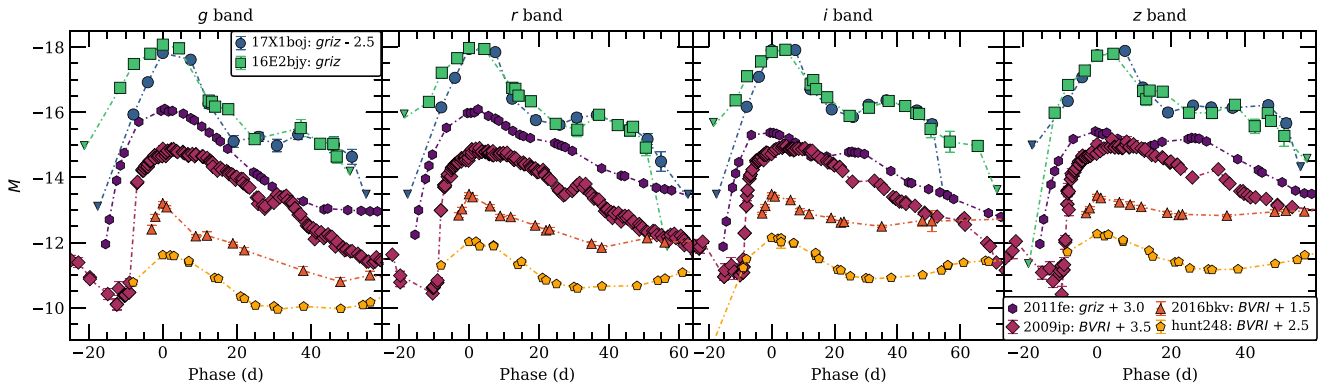 g band r band i band z band
17X1boj: griz - 2.5
16E2bjy: griz
−18
−16
−14
−12
−10
M
2011fe: griz + 3.0 2016bkv: BVRI + 1.5
2009ip: BVRI + 3.5 hunt248: BVRI + 2.5
−20 0 20 40 −20 0 20 40 60 −20 0 20 40 60 −20 0 20 40
Phase (d) Phase (d) Phase (d) Phase (d)